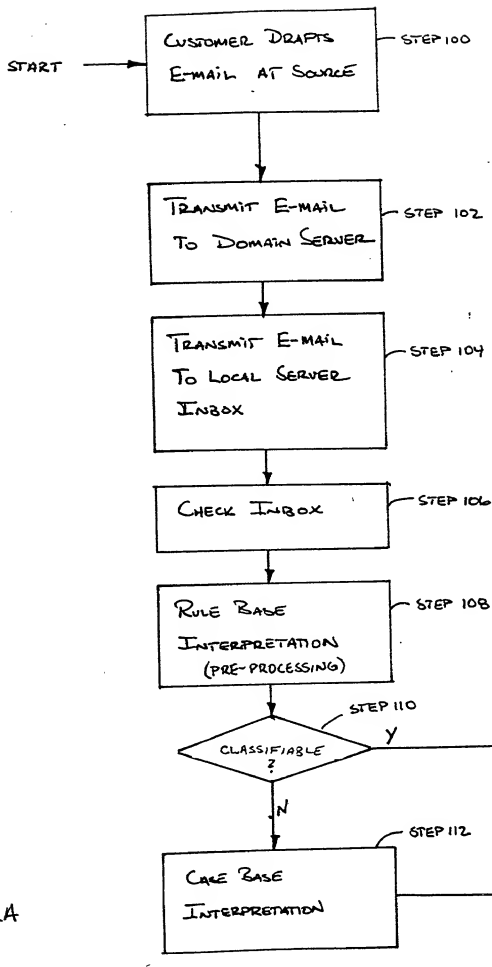 START
CUSTOMER DRAFTS
E-MAIL AT SOURCE
STEP 100
TRANSMIT E-MAIL
TO DOMAIN SERVER
STEP 102
TRANSMIT E-MAIL
TO LOCAL SERVER
INBOX
STEP 104
CHECK INBOX
STEP 106
RULE BASE
INTERPRETATION
(PRE-PROCESSING)
STEP 108
STEP 110
CLASSIFIABLE
?
Y
N
STEP 112
CASE BASE
INTERPRETATION
A